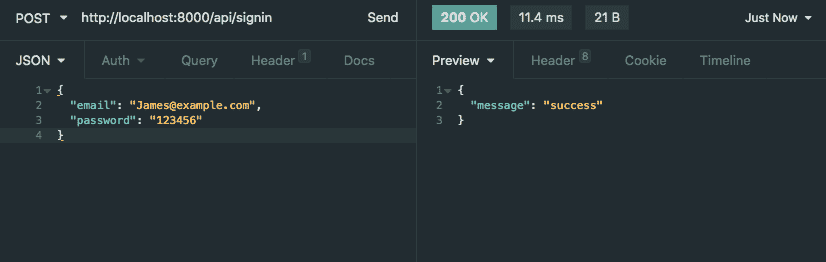 POST http://localhost:8000/api/signin Send 200 OK 11.4 ms 21 B Just Now
JSON Auth Query Header 1 Docs Preview Header 8 Cookie Timeline
1 {
2 "email": "James@example.com",
3 "password": "123456"
4 }
1 {
2 "message": "success"
3 }